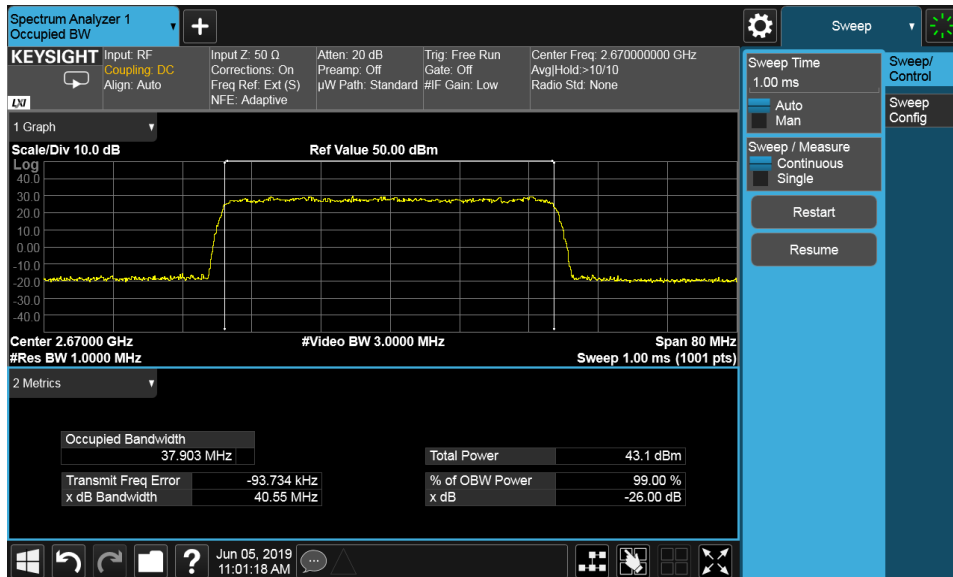 Spectrum Analyzer 1
Occupied BW
Sweep
KEYSIGHT
LXI
Input: RF
Coupling: DC
Align: Auto
Input Z: 50 Ω
Corrections: On
Freq Ref: Ext (S)
NFE: Adaptive
Atten: 20 dB
Preamp: Off
µW Path: Standard
Trig: Free Run
Gate: Off
#IF Gain: Low
Center Freq: 2.670000000 GHz
Avg|Hold:>10/10
Radio Std: None
1 Graph
Scale/Div 10.0 dB
Ref Value 50.00 dBm
Log
40.0
30.0
20.0
10.0
0.00
-10.0
-20.0
-30.0
-40.0
Center 2.67000 GHz
#Video BW 3.0000 MHz
Span 80 MHz
#Res BW 1.0000 MHz
Sweep 1.00 ms (1001 pts)
2 Metrics
Occupied Bandwidth
37.903 MHz
Total Power 43.1 dBm
Transmit Freq Error -93.734 kHz
% of OBW Power 99.00 %
x dB Bandwidth 40.55 MHz
x dB -26.00 dB
Sweep Time
1.00 ms
Auto
Man
Sweep / Measure
Continuous
Single
Restart
Resume
Sweep/
Control
Sweep
Config
?
Jun 05, 2019
11:01:18 AM